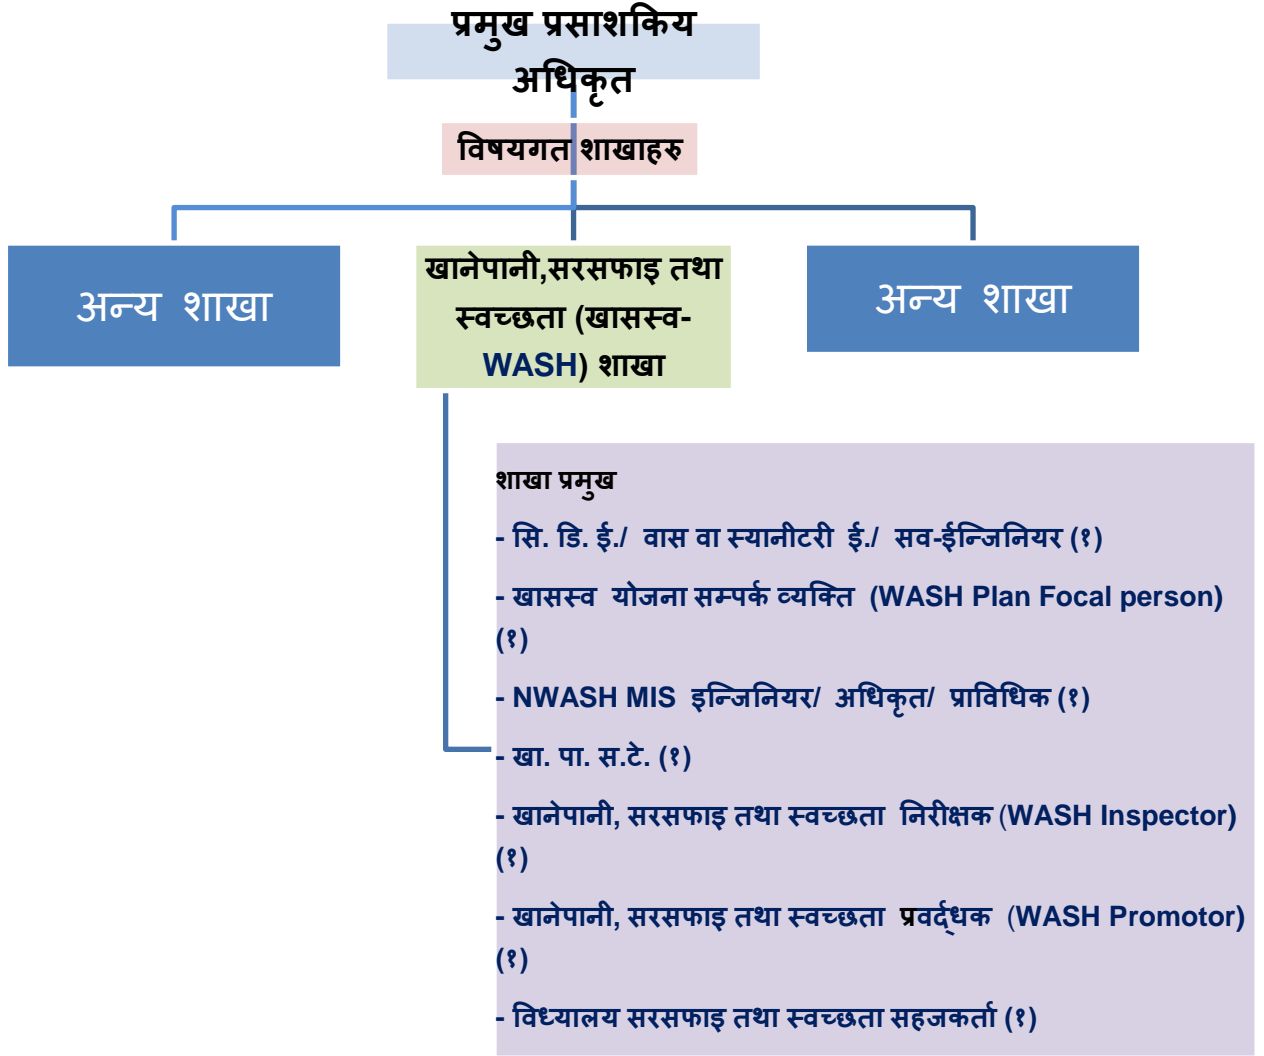 प्रमुख प्रसाशकिय
अधिकृत
विषयगत शाखाहरु
अन्य शाखा
खानेपानी,सरसफाइ तथा
स्वच्छता (खासस्व-
WASH) शाखा
अन्य शाखा
शाखा प्रमुख
- सि. डि. ई./ वास वा स्यानीटरी ई./ सव-ईन्जिनियर (१)
- खासस्व योजना सम्पर्क व्यक्ति (WASH Plan Focal person)
(१)
- NWASH MIS इन्जिनियर/ अधिकृत/ प्राविधिक (१)
- खा. पा. स.टे. (१)
- खानेपानी, सरसफाइ तथा स्वच्छता निरीक्षक (WASH Inspector)
(१)
- खानेपानी, सरसफाइ तथा स्वच्छता प्रवर्द्धक (WASH Promotor)
(१)
- विध्यालय सरसफाइ तथा स्वच्छता सहजकर्ता (१)